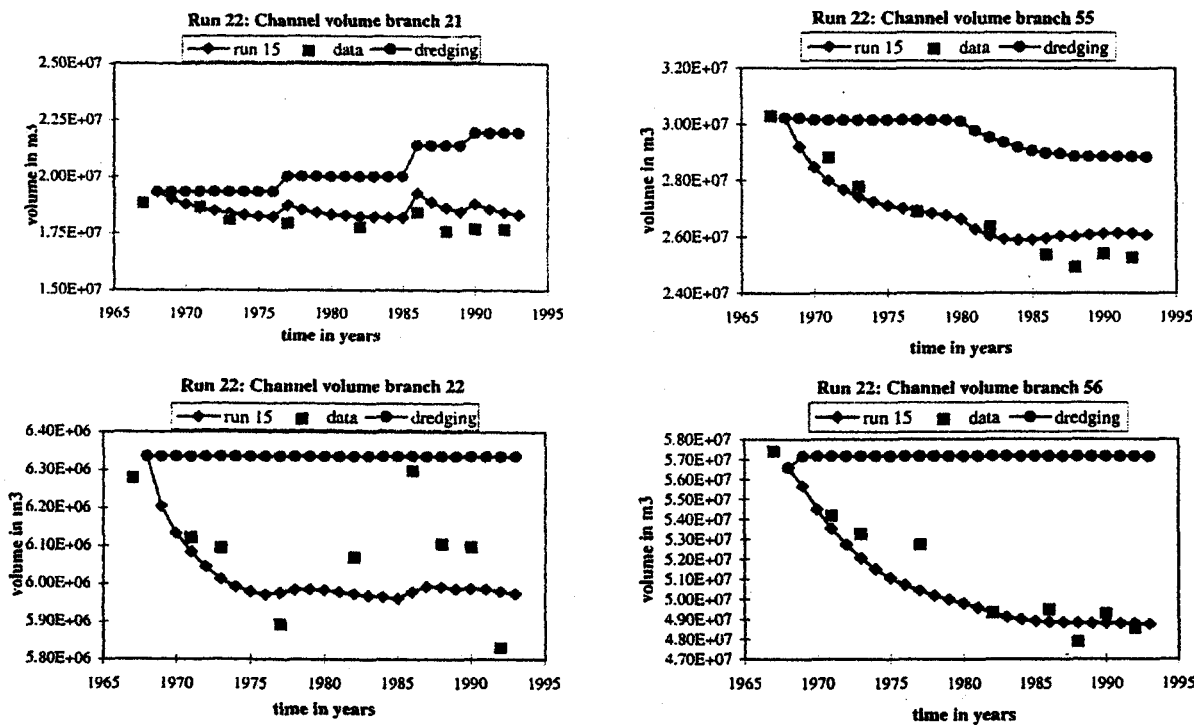 Run 22: Channel volume branch 21
run 15 data dredging
2.50E+07
2.25E+07
2.00E+07
1.75E+07
1.50E+07
volume in m3
1965 1970 1975 1980 1985 1990 1995
time in years
Run 22: Channel volume branch 55
run 15 data dredging
3.20E+07
3.00E+07
2.80E+07
2.60E+07
2.40E+07
volume in m3
1965 1970 1975 1980 1985 1990 1995
time in years
Run 22: Channel volume branch 22
run 15 data dredging
6.40E+06
6.30E+06
6.20E+06
6.10E+06
6.00E+06
5.90E+06
5.80E+06
volume in m3
1965 1970 1975 1980 1985 1990 1995
time in years
Run 22: Channel volume branch 56
run 15 data dredging
5.80E+07
5.70E+07
5.60E+07
5.50E+07
5.40E+07
5.30E+07
5.20E+07
5.10E+07
5.00E+07
4.90E+07
4.80E+07
4.70E+07
volume in m3
1965 1970 1975 1980 1985 1990 1995
time in years